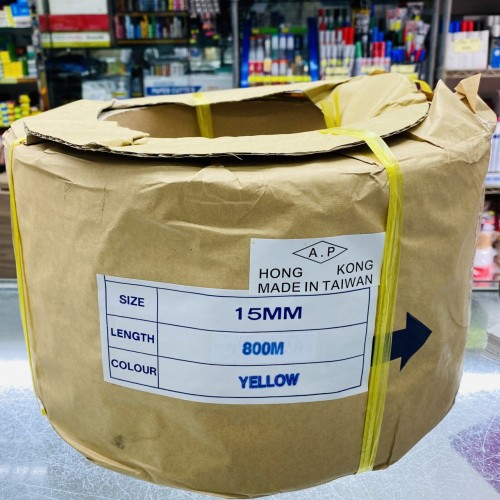 A.P
HONG KONG
MADE IN TAIWAN
SIZE 15MM
LENGTH 800M
COLOUR YELLOW